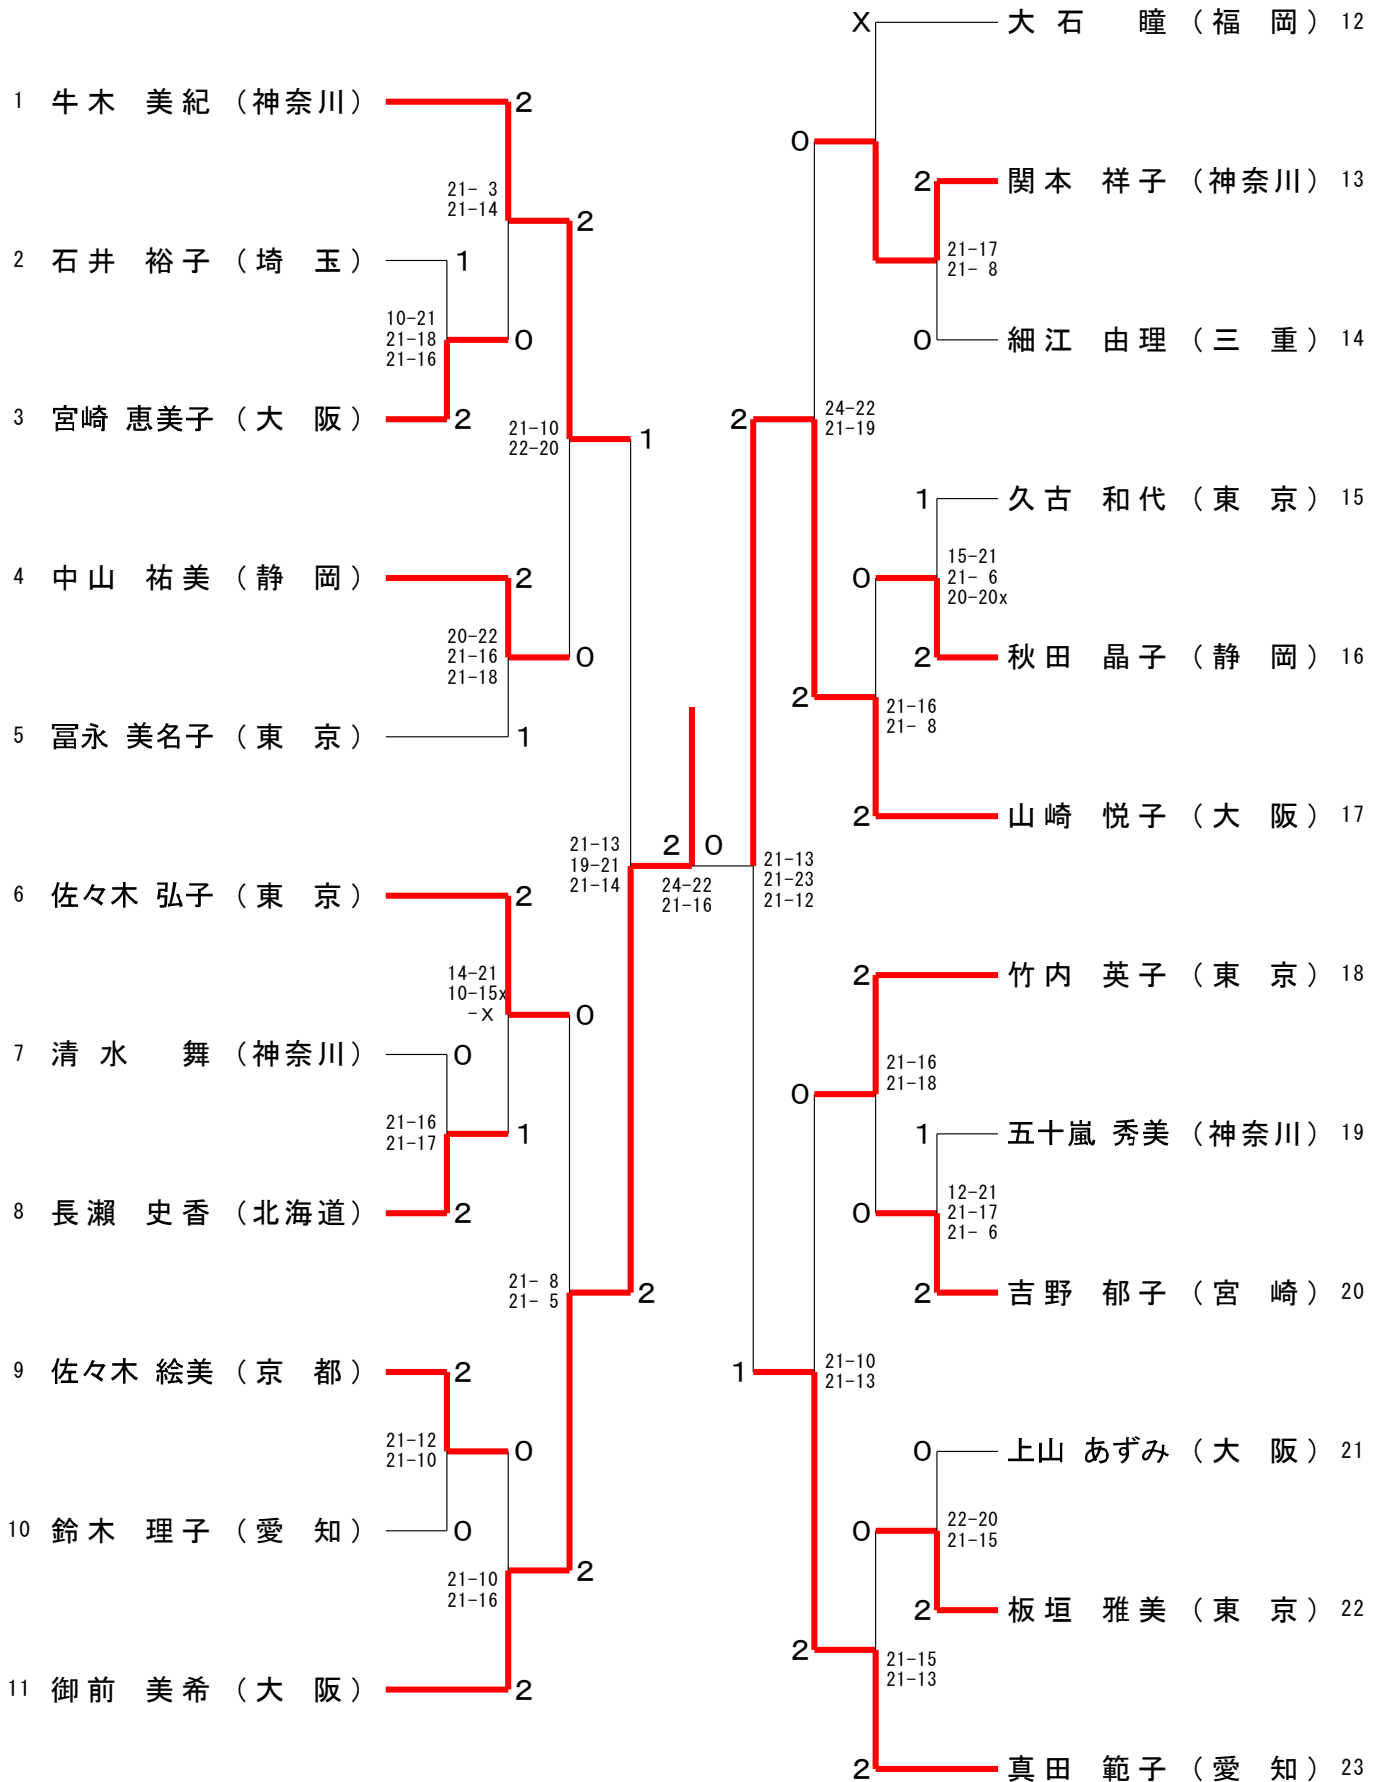 1 牛木 美紀 （神奈川） 2
21- 3
21-14
2
2 石井 裕子 （埼 玉） 1
10-21
21-18
21-16
0
3 宮崎 恵美子 （大 阪） 2
21-10
22-20
1
4 中山 祐美 （静 岡） 2
20-22
21-16
21-18
0
5 冨永 美名子 （東 京） 1
21-13
19-21
21-14
2 0
24-22
21-16
6 佐々木 弘子 （東 京） 2
14-21
10-15x
-X
0
7 清水 舞 （神奈川） 0
21-16
21-17
1
8 長瀬 史香 （北海道） 2
21- 8
21- 5
2
9 佐々木 絵美 （京 都） 2
21-12
21-10
0
10 鈴木 理子 （愛 知） 0
21-10
21-16
2
11 御前 美希 （大 阪） 2
X 大石 瞳 （福 岡） 12
0
2 関本 祥子 （神奈川） 13
21-17
21- 8
0 細江 由理 （三 重） 14
2
24-22
21-19
1 久古 和代 （東 京） 15
0
15-21
21- 6
20-20x
2 秋田 晶子 （静 岡） 16
2
21-16
21- 8
2 山崎 悦子 （大 阪） 17
21-13
21-23
21-12
2 竹内 英子 （東 京） 18
0
21-16
21-18
1 五十嵐 秀美 （神奈川） 19
0
12-21
21-17
21- 6
2 吉野 郁子 （宮 崎） 20
1
21-10
21-13
0 上山 あずみ （大 阪） 21
0
22-20
21-15
2 板垣 雅美 （東 京） 22
2
21-15
21-13
2 真田 範子 （愛 知） 23